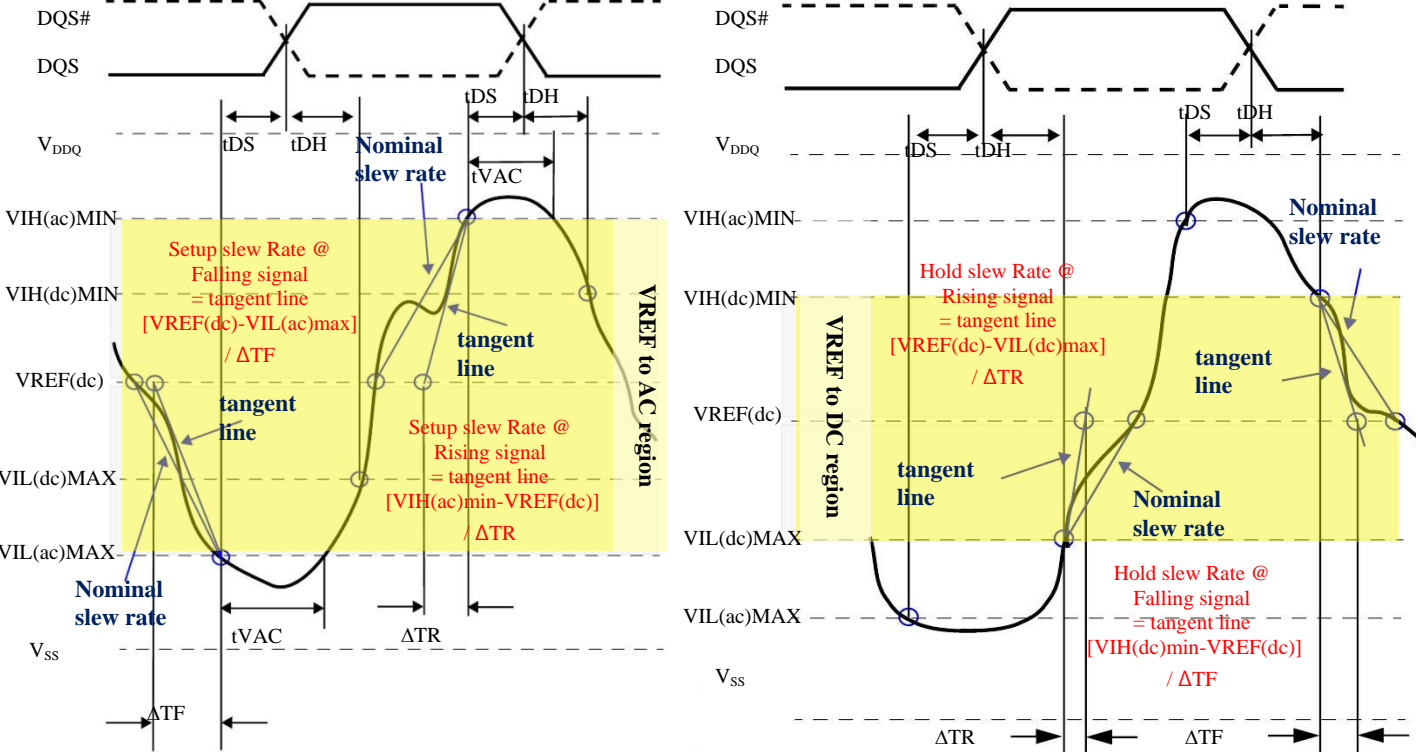 DQS#
DQS
tDS
tDH
tDS
tDH
V_DDQ
Nominal
slew rate
tVAC
VIH(ac)MIN
Setup slew Rate @
Falling signal
= tangent line
[VREF(dc)-VIL(ac)max]
/ ΔTF
VIH(dc)MIN
tangent
line
VREF(dc)
tangent
line
Setup slew Rate @
Rising signal
= tangent line
[VIH(ac)min-VREF(dc)]
/ ΔTR
VREF to AC region
VIL(dc)MAX
VIL(ac)MAX
Nominal
slew rate
tVAC
ΔTR
V_SS
ΔTF
DQS#
DQS
tDS
tDH
tDS
tDH
V_DDQ
VIH(ac)MIN
Nominal
slew rate
Hold slew Rate @
Rising signal
= tangent line
[VREF(dc)-VIL(dc)max]
/ ΔTR
VIH(dc)MIN
VREF to DC region
tangent
line
VREF(dc)
tangent
line
Nominal
slew rate
VIL(dc)MAX
Hold slew Rate @
Falling signal
= tangent line
[VIH(dc)min-VREF(dc)]
/ ΔTF
VIL(ac)MAX
V_SS
ΔTR
ΔTF